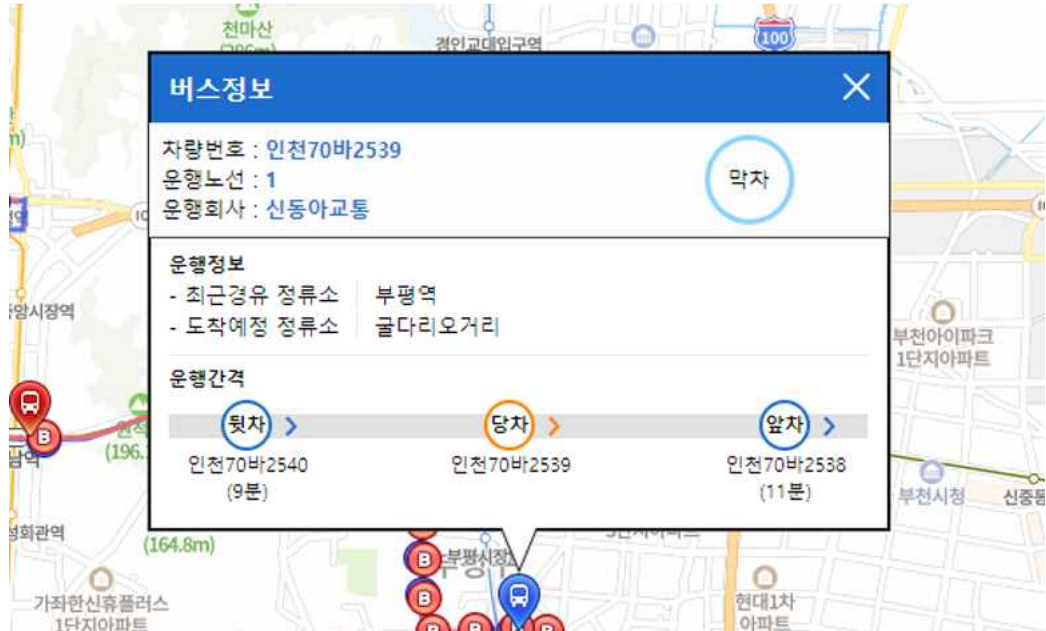 천마산
경인교대입구역
100
버스정보
차량번호 : 인천70바2539
운행노선 : 1
운행회사 : 신동아교통
막차
운행정보
- 최근경유 정류소 부평역
- 도착예정 정류소 굴다리오거리
운행간격
뒷차 당차 앞차
인천70바2540 인천70바2539 인천70바2538
(9분) (11분)
부천아이파크
1단지아파트
B
(196.
부천시청
(164.8m)
B
B
가좌한신휴플러스
1단지아파트
현대1차
아파트
B B B